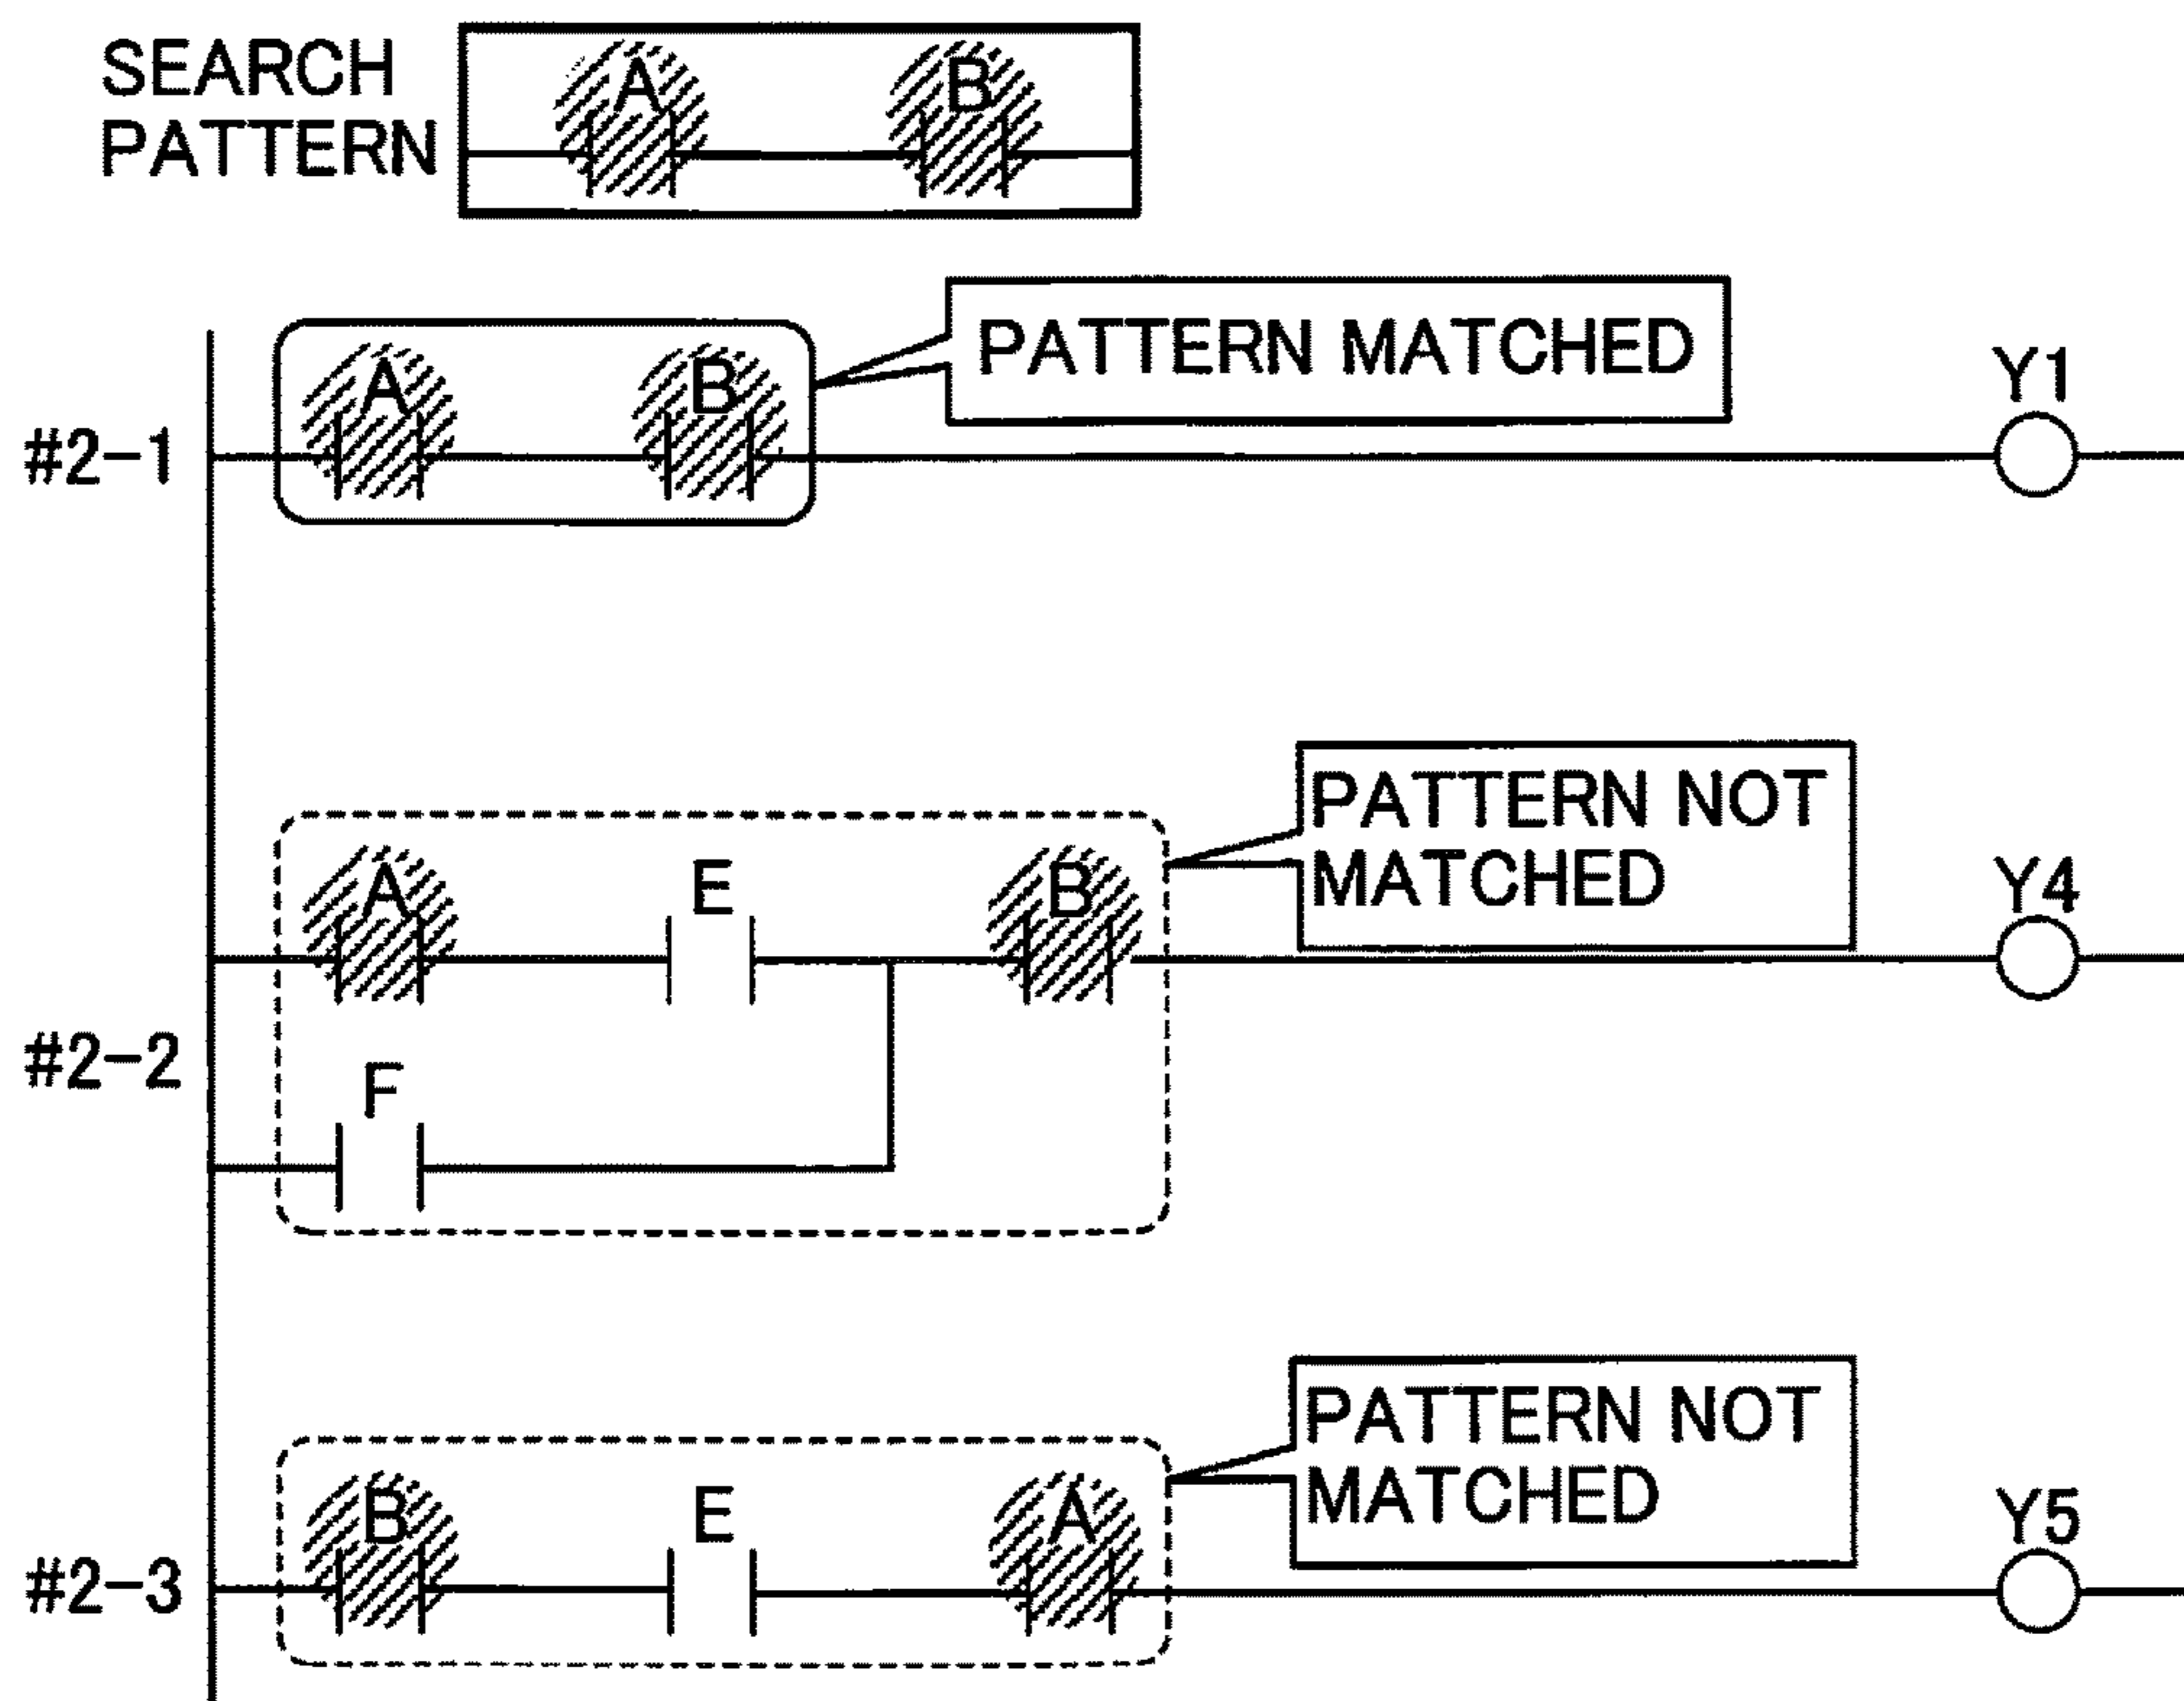 SEARCH
PATTERN
A B
PATTERN MATCHED
A B Y1
#2-1
PATTERN NOT
MATCHED
A E B Y4
#2-2
F
PATTERN NOT
MATCHED
B E A Y5
#2-3